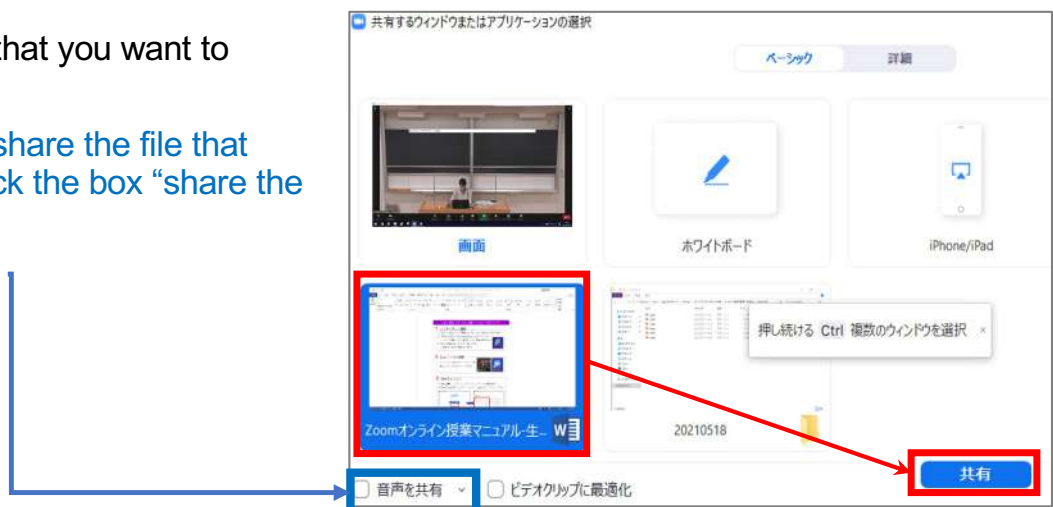 that you want to
share the file that
ck the box “share the
共有するウィンドウまたはアプリケーションの選択
ベーシック 詳細
画面 ホワイトボード iPhone/iPad
押し続ける Ctrl 複数のウィンドウを選択 ×
Zoomオンライン授業マニュアル-生... W
20210518
共有
音声を共有 ビデオクリップに最適化